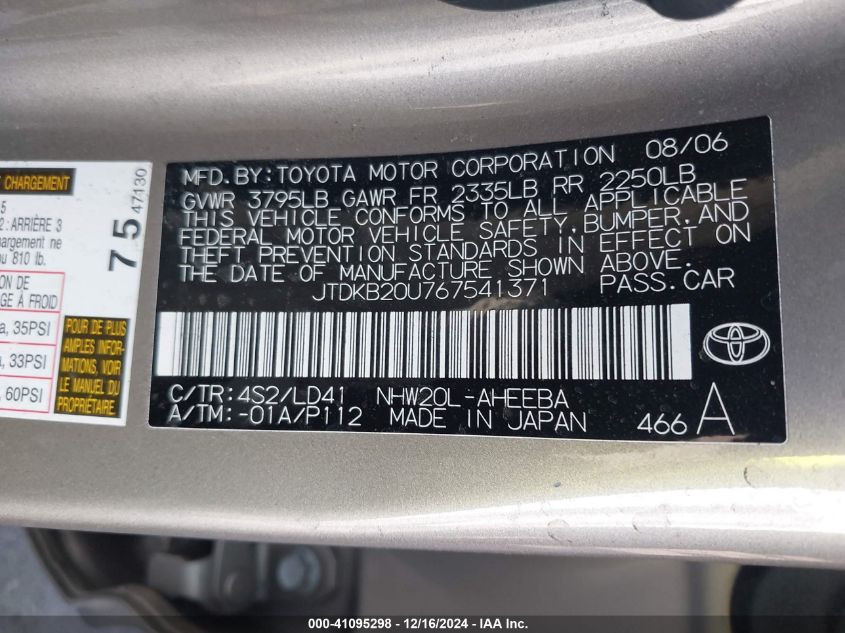 CHARGEMENT
5
2: ARRIÈRE 3
hargement ne
ou 810 lb.
ION DE
GE À FROID
a, 35PSI
a, 33PSI
, 60PSI
75
47130
POUR DE PLUS
AMPLES
INFOR-
MATIONS, VOIR
LE MANUEL DU
PROPRIÉTAIRE
MFD. BY: TOYOTA MOTOR CORPORATION 08/06
GVWR 3795LB GAWR FR 2335LB RR 2250LB
THIS VEHICLE CONFORMS TO ALL APPLICABLE
FEDERAL MOTOR VEHICLE SAFETY, BUMPER, AND
THEFT PREVENTION STANDARDS IN EFFECT ON
THE DATE OF MANUFACTURE SHOWN ABOVE.
JTDKB20U767541371 PASS. CAR
C/TR: 4S2/LD41 NHW20L-AHEEBA
A/TM: -01A/P112 MADE IN JAPAN 466 A
000-41095298 - 12/16/2024 - IAA Inc.